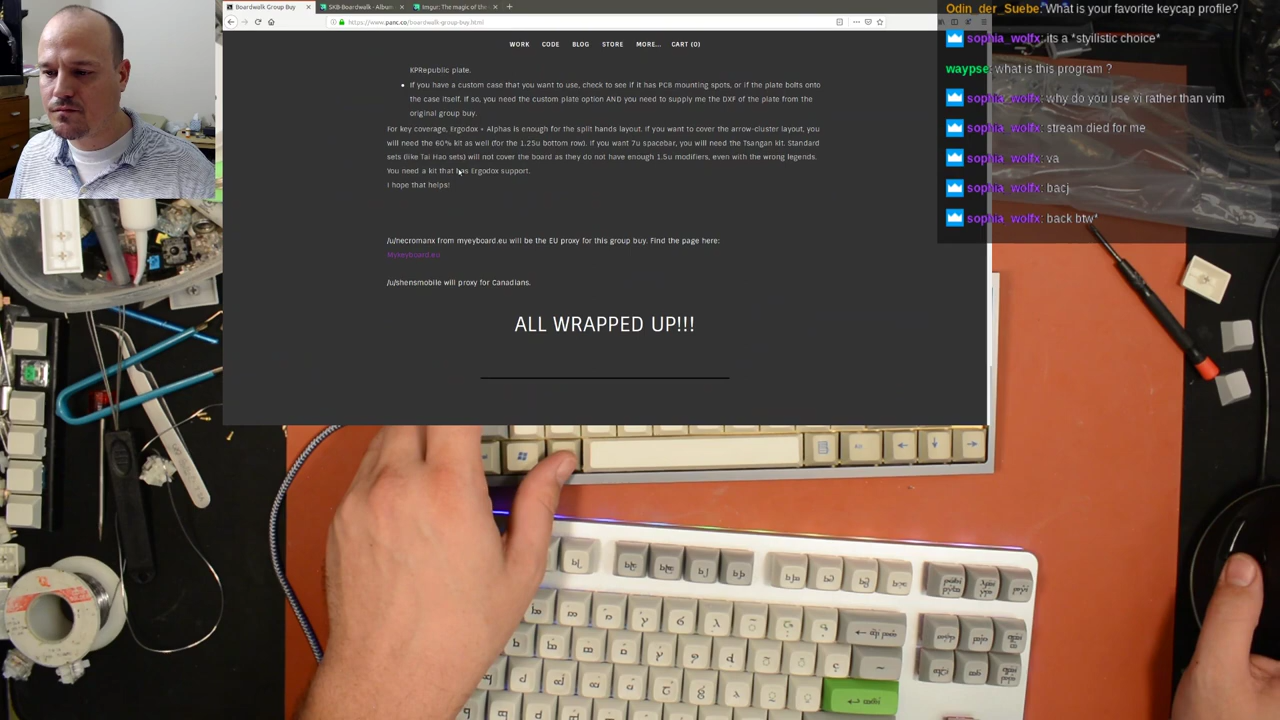 Boardwalk Group Buy
SKB-Boardwalk - Album
Imgur: The magic of the
https://www.panc.co/boardwalk-group-buy.html
WORK CODE BLOG STORE MORE... CART (0)
KPRepublic plate.
If you have a custom case that you want to use, check to see if it has PCB mounting spots, or if the plate bolts onto
the case itself. If so, you need the custom plate option AND you need to supply me the DXF of the plate from the
original group buy.
For key coverage, Ergodox + Alphas is enough for the split hands layout. If you want to cover the arrow-cluster layout, you
will need the 60% kit as well (for the 1.25u bottom row). If you want 7u spacebar, you will need the Tsangan kit. Standard
sets (like Tai Hao sets) will not cover the board as they do not have enough 1.5u modifiers, even with the wrong legends.
You need a kit that has Ergodox support.
I hope that helps!
/u/necromanx from myeyboard.eu will be the EU proxy for this group buy. Find the page here:
Mykeyboard.eu
/u/shensmobile will proxy for Canadians.
ALL WRAPPED UP!!!
Odin_der_Suebe: What is your favorite keycap profile?
sophia_wolfx: its a *stylistic choice*
waypse: what is this program ?
sophia_wolfx: why do you use vi rather than vim
sophia_wolfx: stream died for me
sophia_wolfx: va
sophia_wolfx: bacj
sophia_wolfx: back btw*